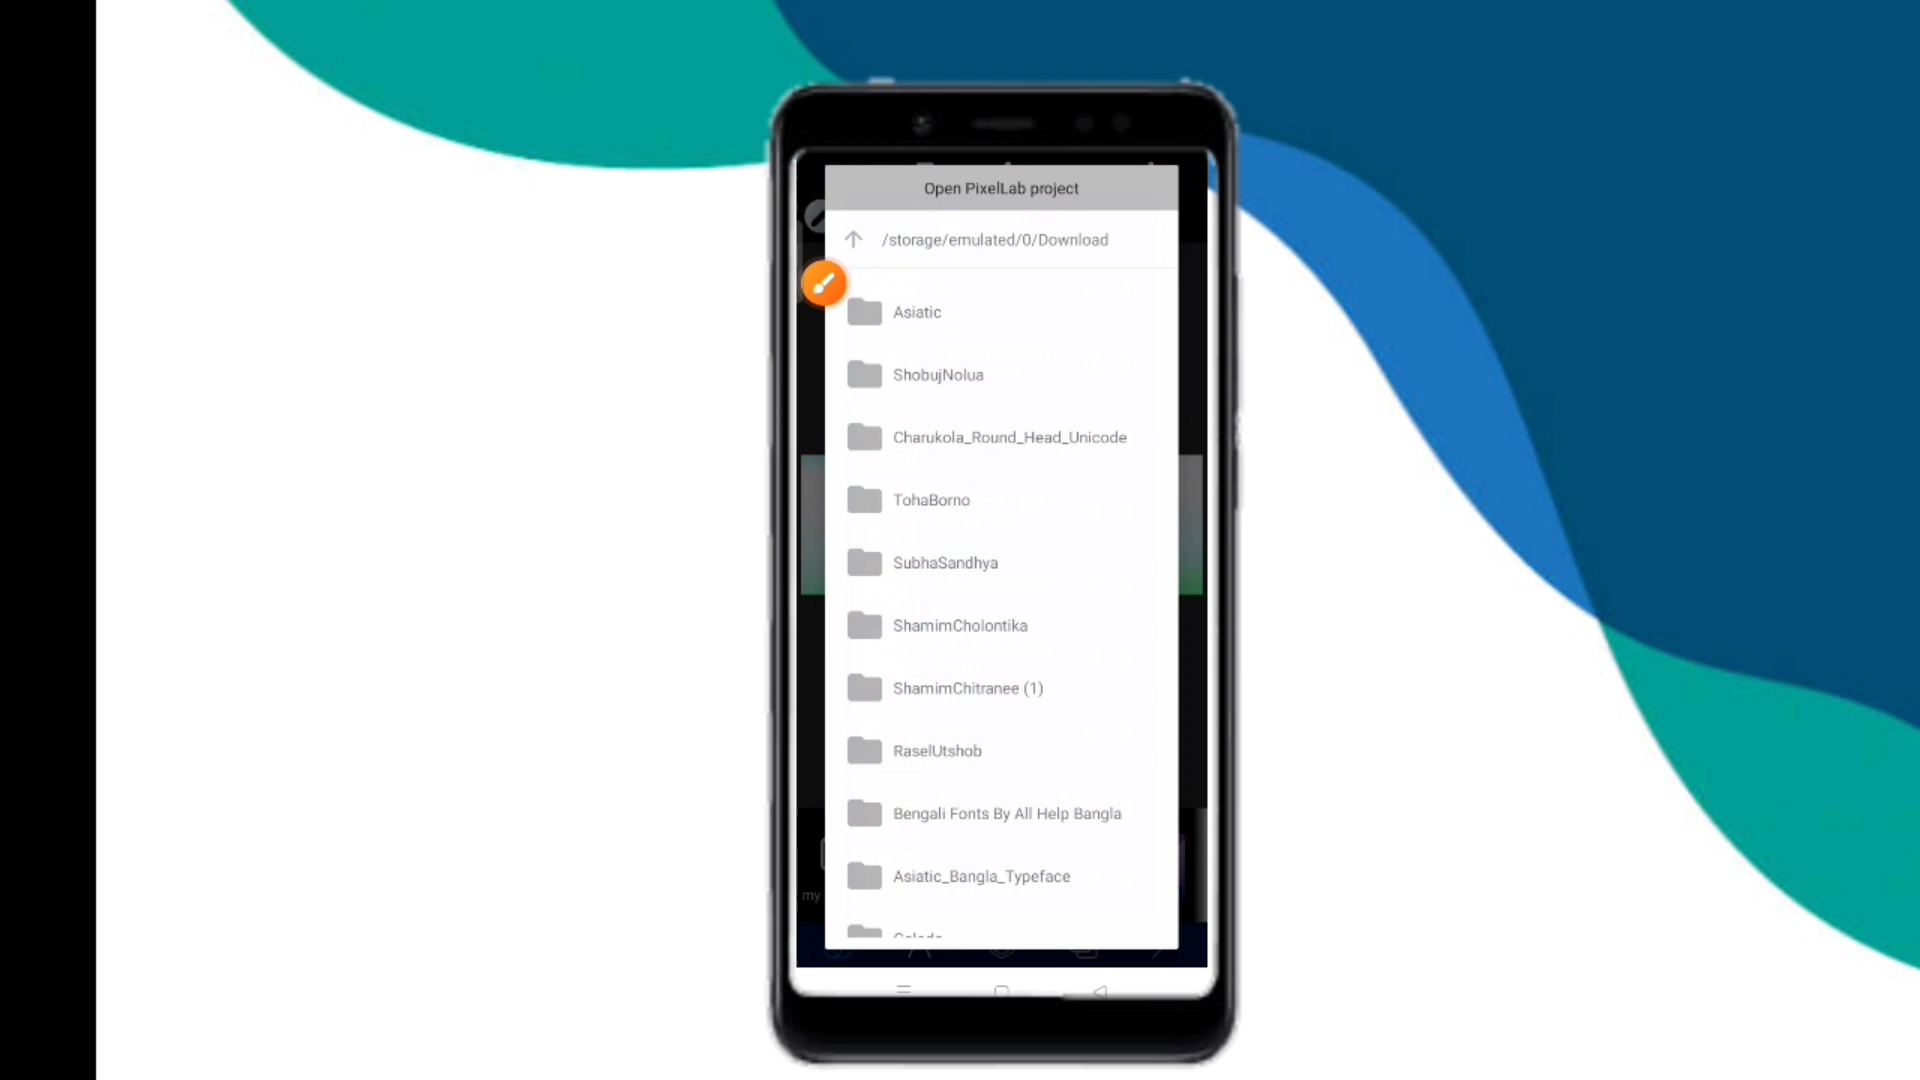 Open PixelLab project
/storage/emulated/0/Download
Asiatic
ShobujNolua
Charukola_Round_Head_Unicode
TohaBorno
SubhaSandhya
ShamimCholontika
ShamimChitranee (1)
RaselUtshob
Bengali Fonts By All Help Bangla
Asiatic_Bangla_Typeface
my